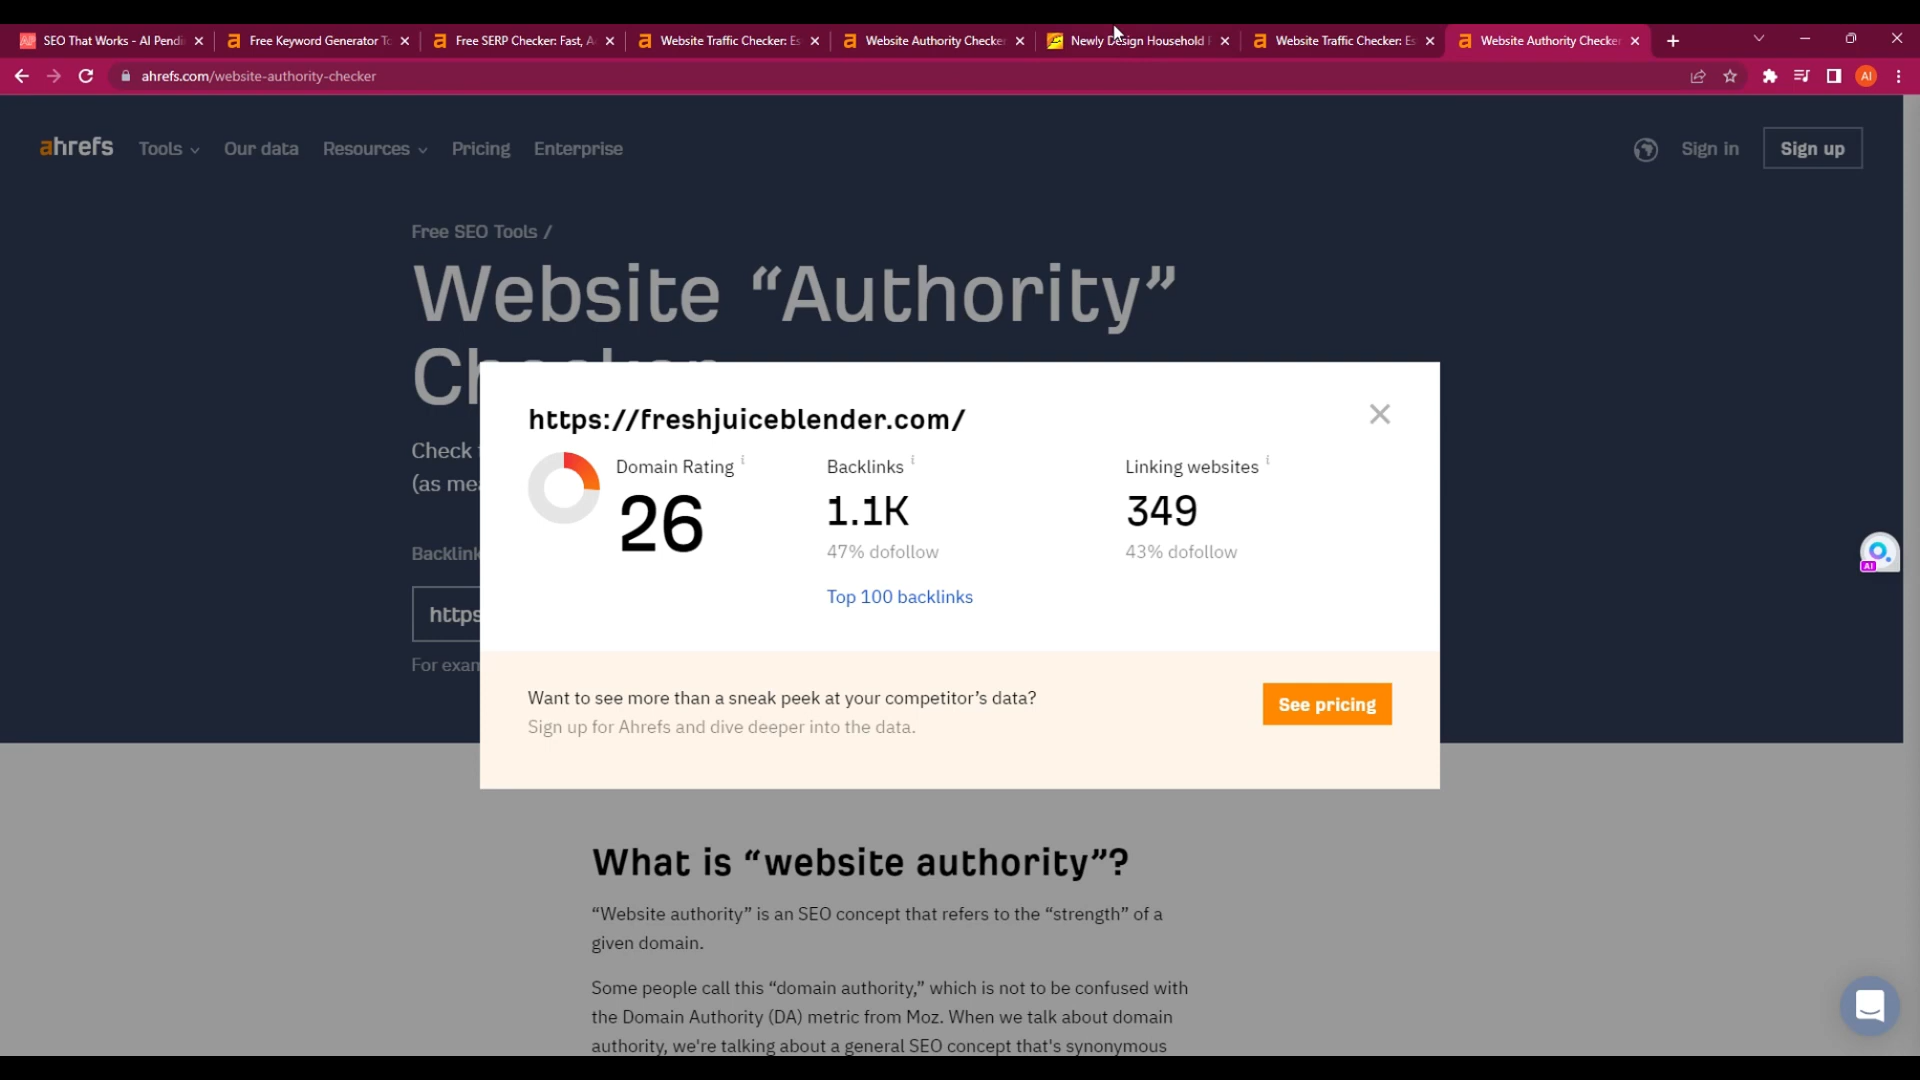 SEO That Works - AI Pendi
Free Keyword Generator To
Free SERP Checker: Fast, A
Website Traffic Checker: Es
Website Authority Checke
Newly Design Household F
Website Traffic Checker: Es
Website Authority Checke
ahrefs.com/website-authority-checker
AI
ahrefs
Tools
Our data
Resources
Pricing
Enterprise
Sign in
Sign up
Free SEO Tools /
Website “Authority”
Check
(as mea
Backlink
https
For exam
https://freshjuiceblender.com/
Domain Rating
26
Backlinks
1.1K
47% dofollow
Top 100 backlinks
Linking websites
349
43% dofollow
Want to see more than a sneak peek at your competitor’s data?
Sign up for Ahrefs and dive deeper into the data.
See pricing
AI
What is “website authority”?
“Website authority” is an SEO concept that refers to the “strength” of a
given domain.
Some people call this “domain authority,” which is not to be confused with
the Domain Authority (DA) metric from Moz. When we talk about domain
authority, we're talking about a general SEO concept that's synonymous